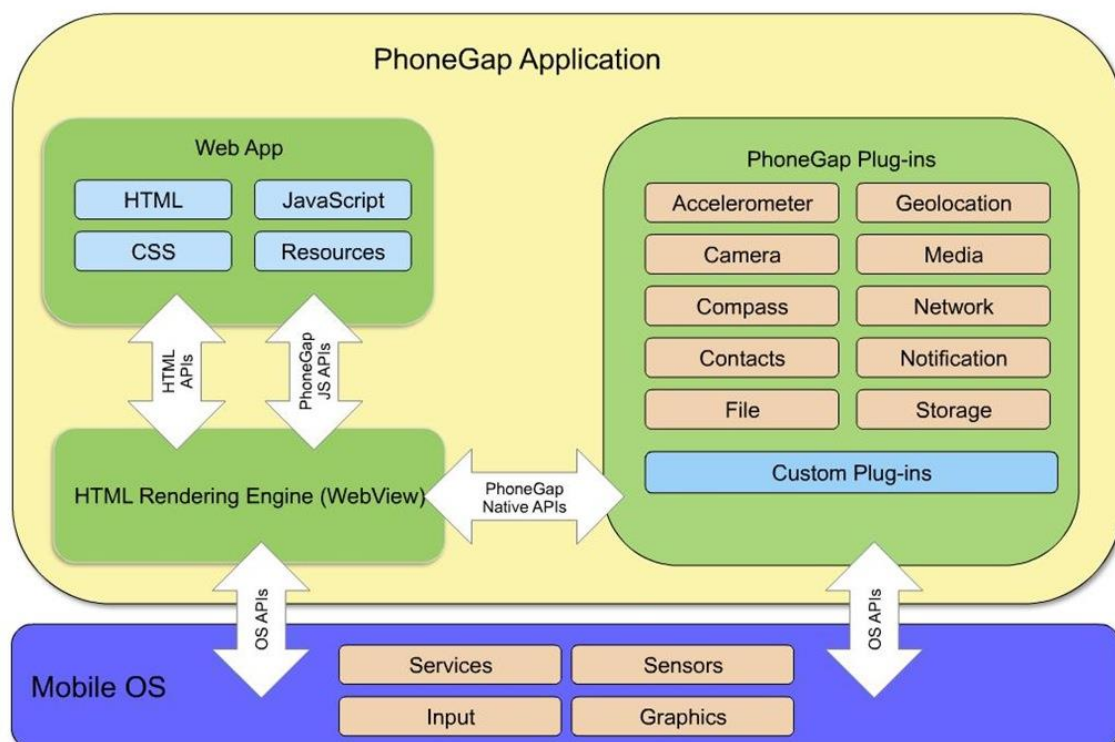 PhoneGap Application
Web App
HTML
JavaScript
CSS
Resources
HTML
APIs
PhoneGap
JS APIs
HTML Rendering Engine (WebView)
PhoneGap
Native APIs
PhoneGap Plug-ins
Accelerometer
Geolocation
Camera
Media
Compass
Network
Contacts
Notification
File
Storage
Custom Plug-ins
OS APIs
OS APIs
Mobile OS
Services
Sensors
Input
Graphics